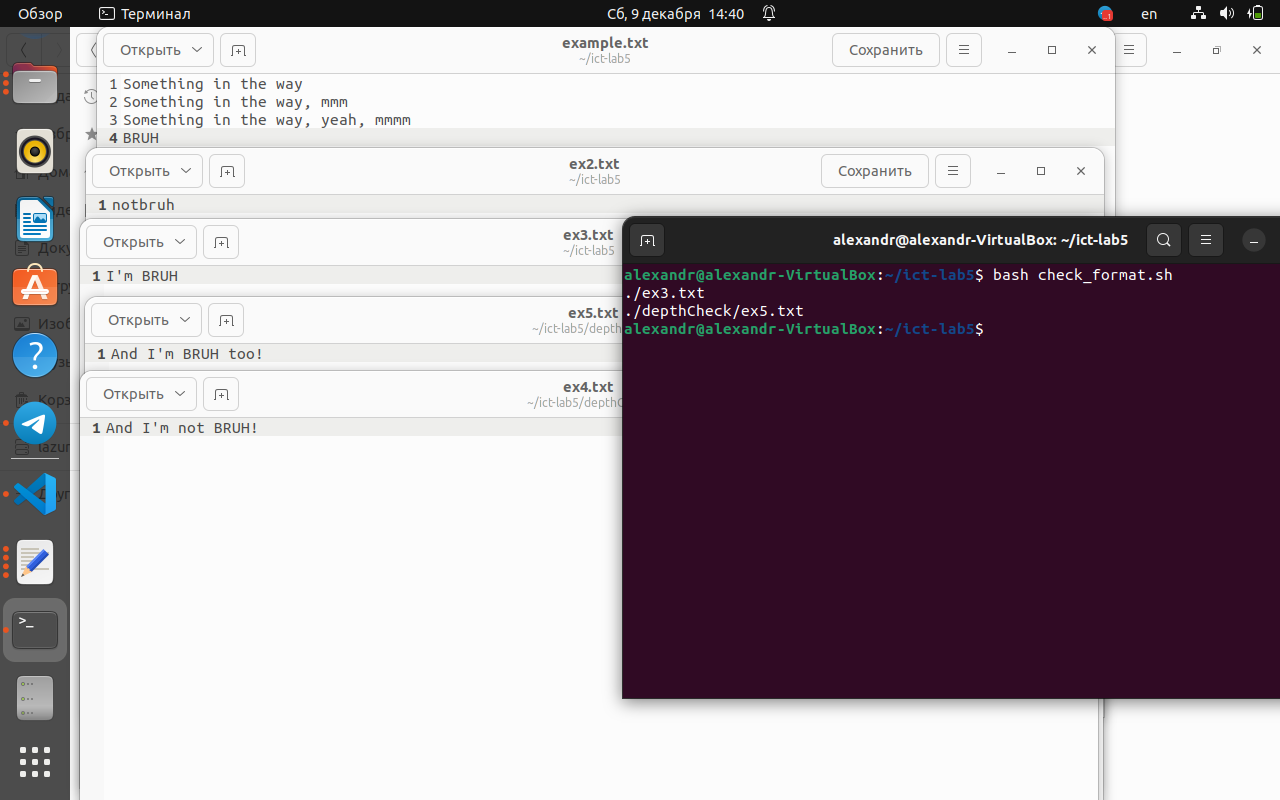 Обзор
Терминал
Сб, 9 декабря 14:40
en
Открыть
example.txt
~/ict-lab5
Сохранить
1 Something in the way
2 Something in the way, mmm
3 Something in the way, yeah, mmmm
4 BRUH
Открыть
ex2.txt
~/ict-lab5
Сохранить
1 notbruh
Открыть
ex3.txt
~/ict-lab5
1 I'm BRUH
Открыть
ex5.txt
~/ict-lab5/depth
1 And I'm BRUH too!
Открыть
ex4.txt
~/ict-lab5/depth
1 And I'm not BRUH!
alexandr@alexandr-VirtualBox: ~/ict-lab5
alexandr@alexandr-VirtualBox:~/ict-lab5$ bash check_format.sh
./ex3.txt
./depthCheck/ex5.txt
alexandr@alexandr-VirtualBox:~/ict-lab5$